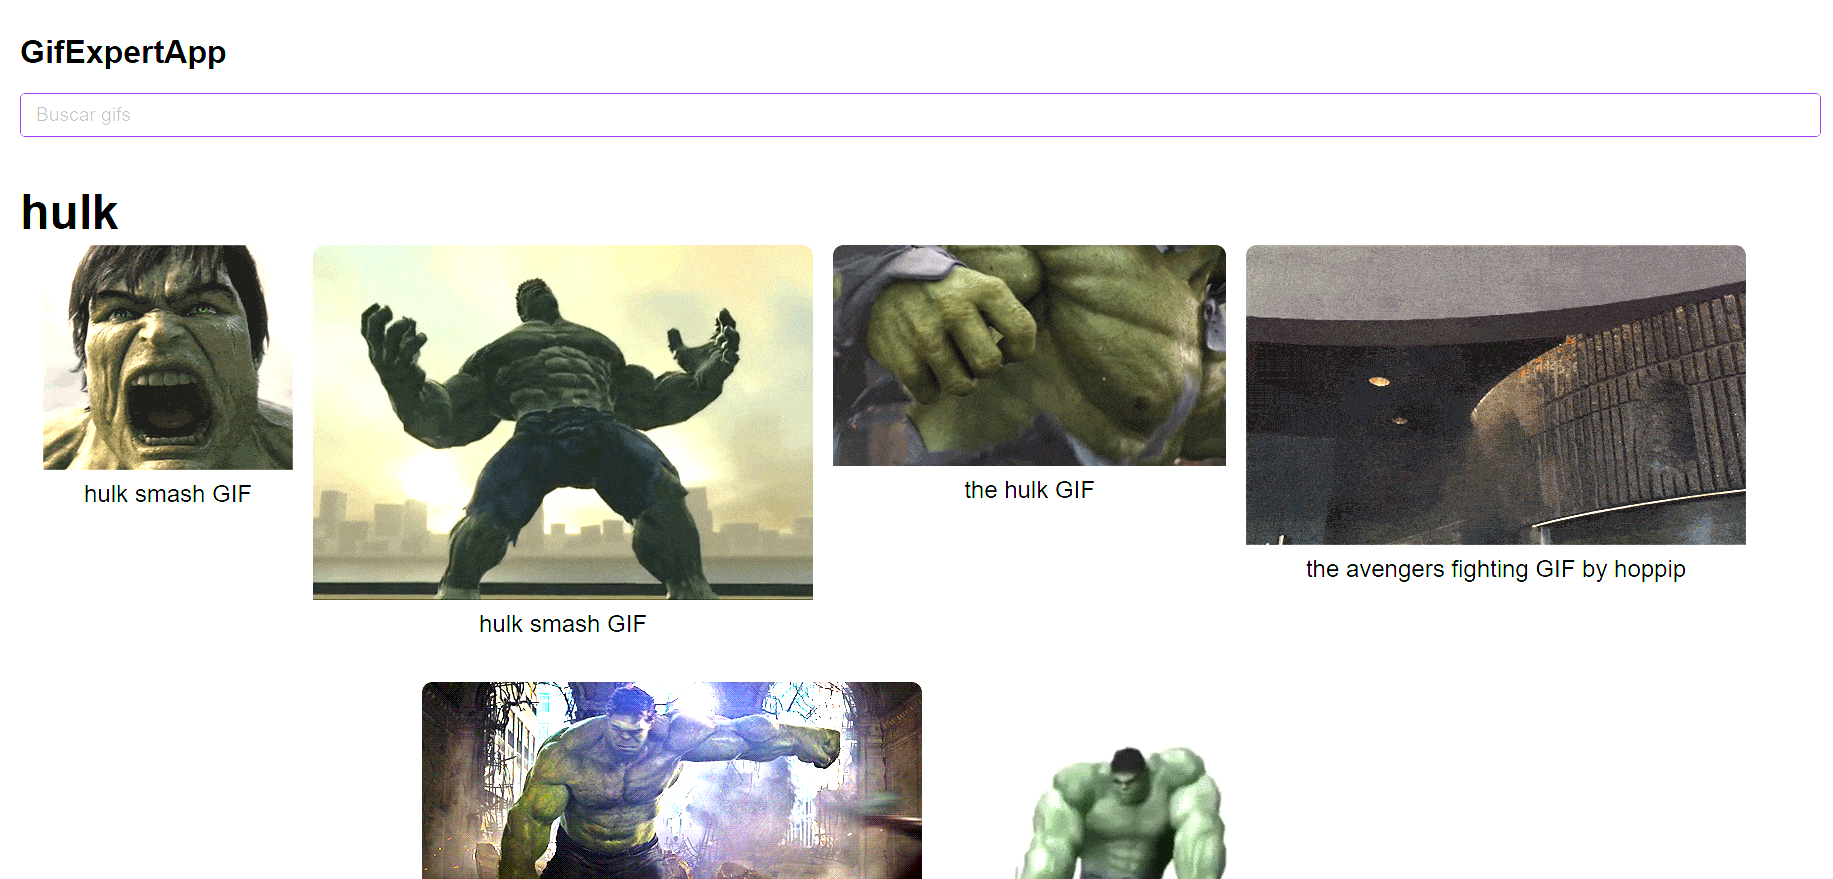 GifExpertApp
Buscar gifs
hulk
hulk smash GIF
hulk smash GIF
the hulk GIF
the avengers fighting GIF by hoppip